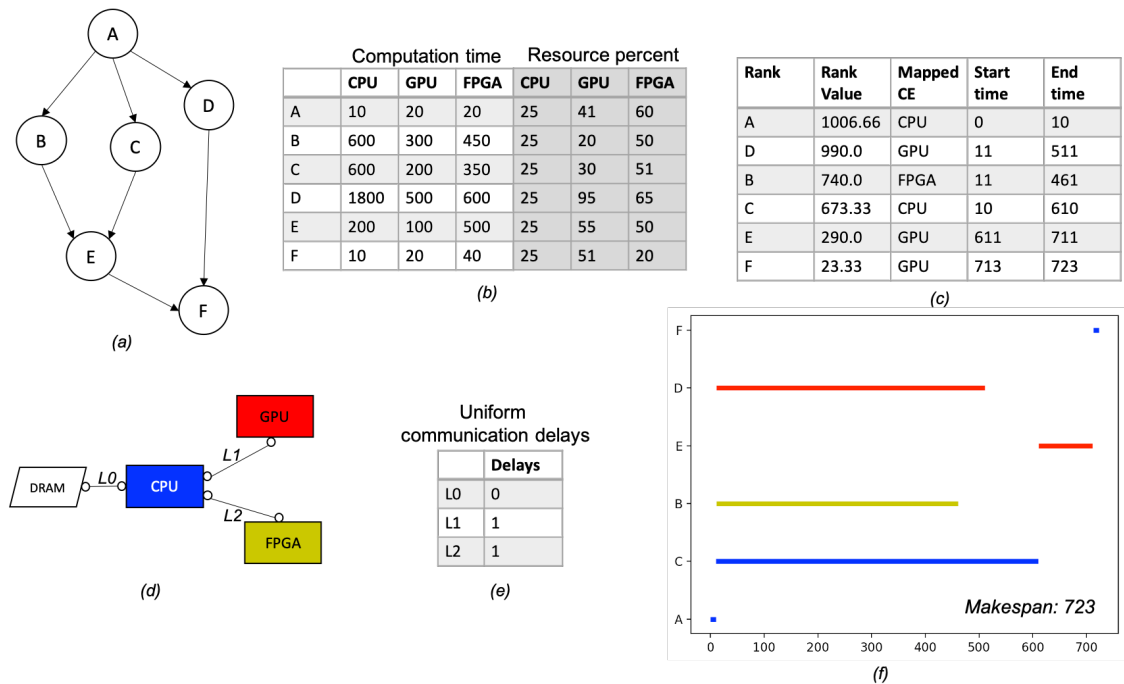 A
D
B
C
E
F
(a)
Computation time Resource percent
CPU GPU FPGA CPU GPU FPGA
A 10 20 20 25 41 60
B 600 300 450 25 20 50
C 600 200 350 25 30 51
D 1800 500 600 25 95 65
E 200 100 500 25 55 50
F 10 20 40 25 51 20
(b)
Rank Rank Value Mapped CE Start time End time
A 1006.66 CPU 0 10
D 990.0 GPU 11 511
B 740.0 FPGA 11 461
C 673.33 CPU 10 610
E 290.0 GPU 611 711
F 23.33 GPU 713 723
(c)
GPU
L1
DRAM L0 CPU
L2
FPGA
(d)
Uniform
communication delays
Delays
L0 0
L1 1
L2 1
(e)
F
D
E
B
C
A
Makespan: 723
0 100 200 300 400 500 600 700
(f)